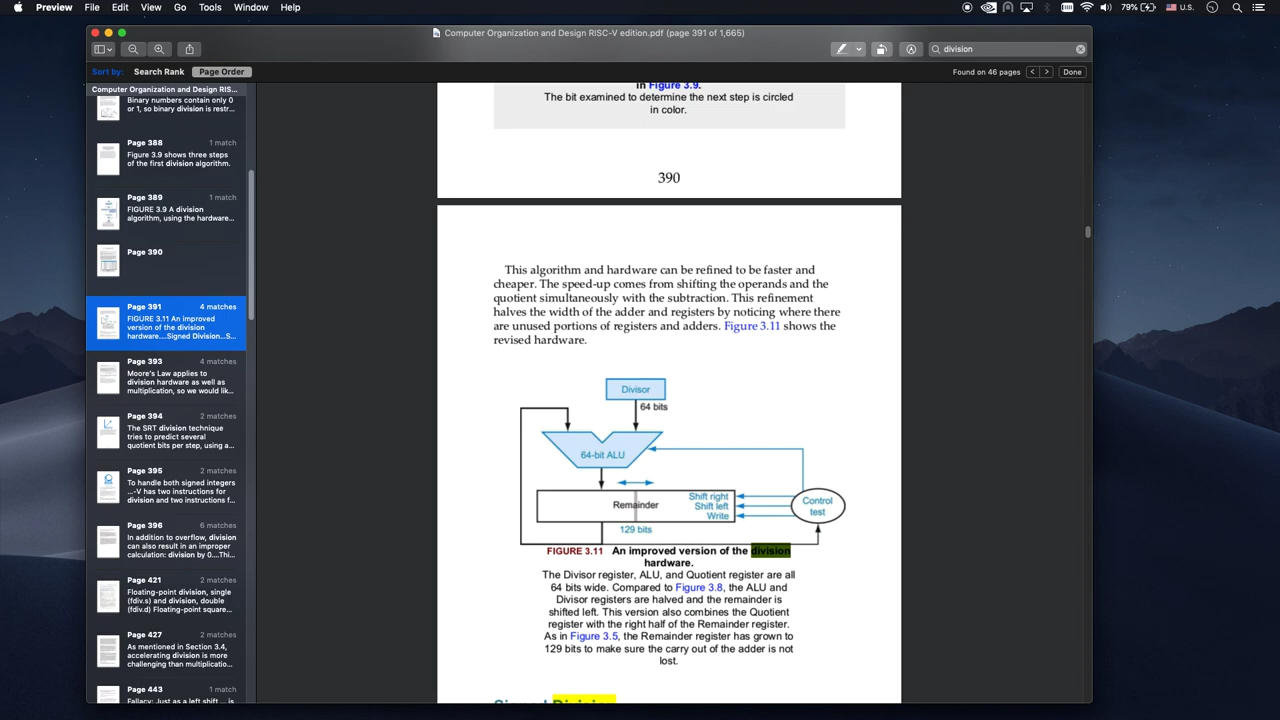 Preview File Edit View Go Tools Window Help
79% U.S.
Computer Organization and Design RISC-V edition.pdf (page 391 of 1,665)
division
Sort by: Search Rank Page Order
Found on 46 pages
Done
Computer Organization and Design RIS...
Binary numbers contain only 0
or 1, so binary division is restr...
Page 388 1 match
Figure 3.9 shows three steps
of the first division algorithm.
Page 389 1 match
FIGURE 3.9 A division
algorithm, using the hardware...
Page 390
Page 391 4 matches
FIGURE 3.11 An improved
version of the division
hardware....Signed Division...S...
Page 393 4 matches
Moore's Law applies to
division hardware as well as
multiplication, so we would lik...
Page 394 2 matches
The SRT division technique
tries to predict several
quotient bits per step, using a...
Page 395 2 matches
To handle both signed integers
...-V has two instructions for
division and two instructions f...
Page 396 6 matches
In addition to overflow, division
can also result in an improper
calculation: division by 0....Thi...
Page 421 2 matches
Floating-point division, single
(fdiv.s) and division, double
(fdiv.d) Floating-point square...
Page 427 2 matches
As mentioned in Section 3.4,
accelerating division is more
challenging than multiplicatio...
Page 443 1 match
Fallacy: Just as a left shift ... is
in Figure 3.9.
The bit examined to determine the next step is circled
in color.
390
This algorithm and hardware can be refined to be faster and
cheaper. The speed-up comes from shifting the operands and the
quotient simultaneously with the subtraction. This refinement
halves the width of the adder and registers by noticing where there
are unused portions of registers and adders. Figure 3.11 shows the
revised hardware.
Divisor
64 bits
64-bit ALU
Remainder
Shift right
Shift left
Write
Control
test
129 bits
FIGURE 3.11 An improved version of the division
hardware.
The Divisor register, ALU, and Quotient register are all
64 bits wide. Compared to Figure 3.8, the ALU and
Divisor registers are halved and the remainder is
shifted left. This version also combines the Quotient
register with the right half of the Remainder register.
As in Figure 3.5, the Remainder register has grown to
129 bits to make sure the carry out of the adder is not
lost.
Signed Division